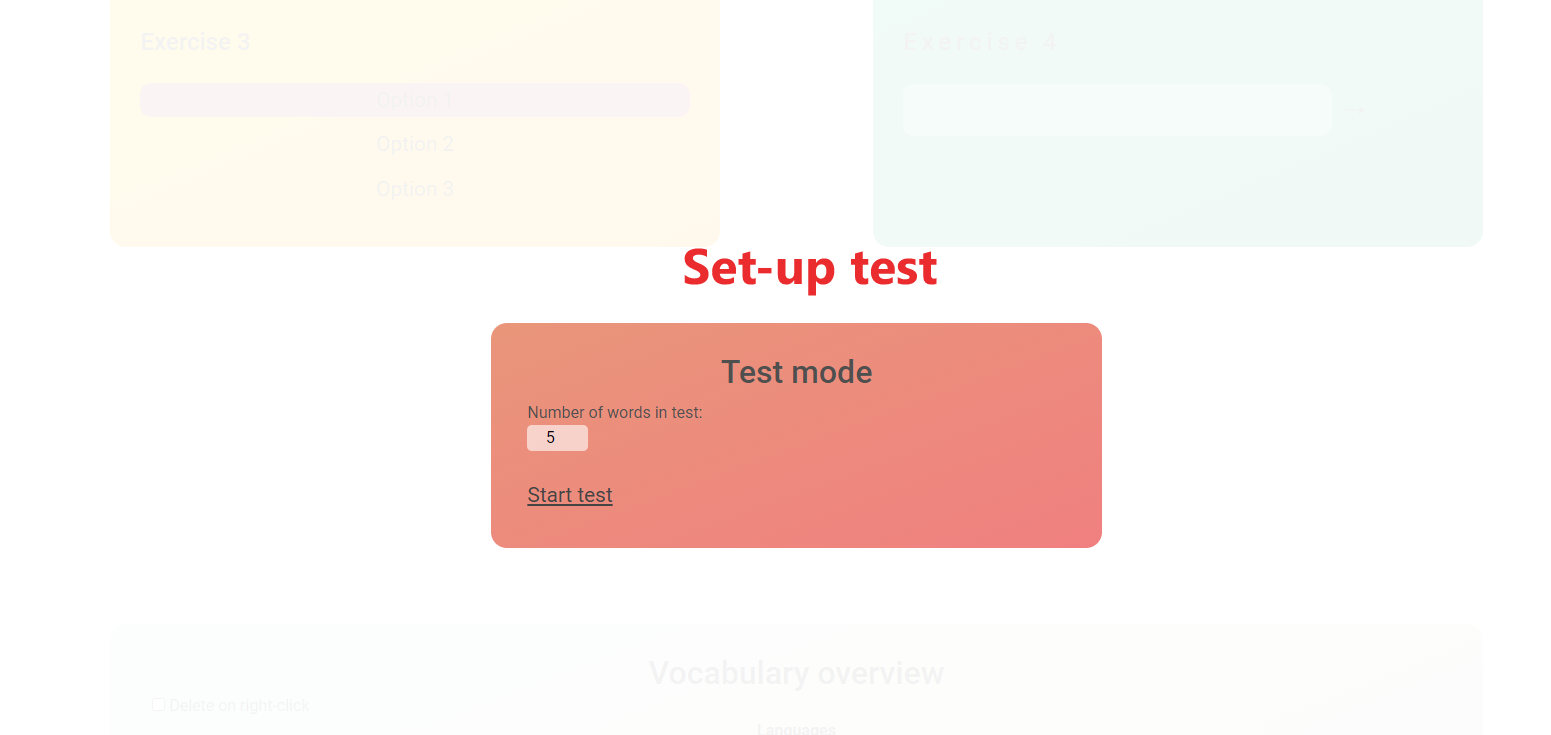 Exercise 3
Exercise 4
Option 1
Option 2
Option 3
Set-up test
Test mode
Number of words in test:
5
Start test
Vocabulary overview
Delete on right-click
Languages